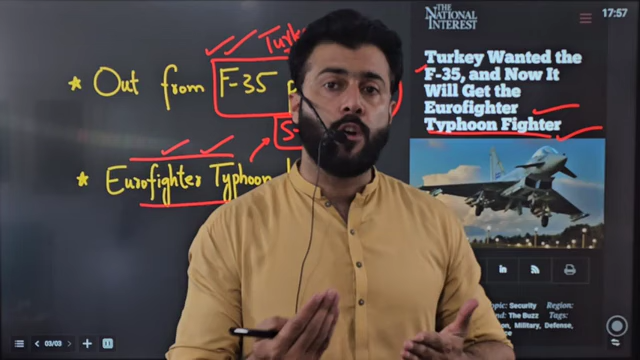 17:57
THE
NATIONAL
INTEREST
Turkey Wanted the
F-35, and Now It
Will Get the
Eurofighter
Typhoon Fighter
* Out from F-35
* Eurofighter Typhoon
03/03
in
Topic: Security Region:
The Buzz Tags:
Military, Defense,